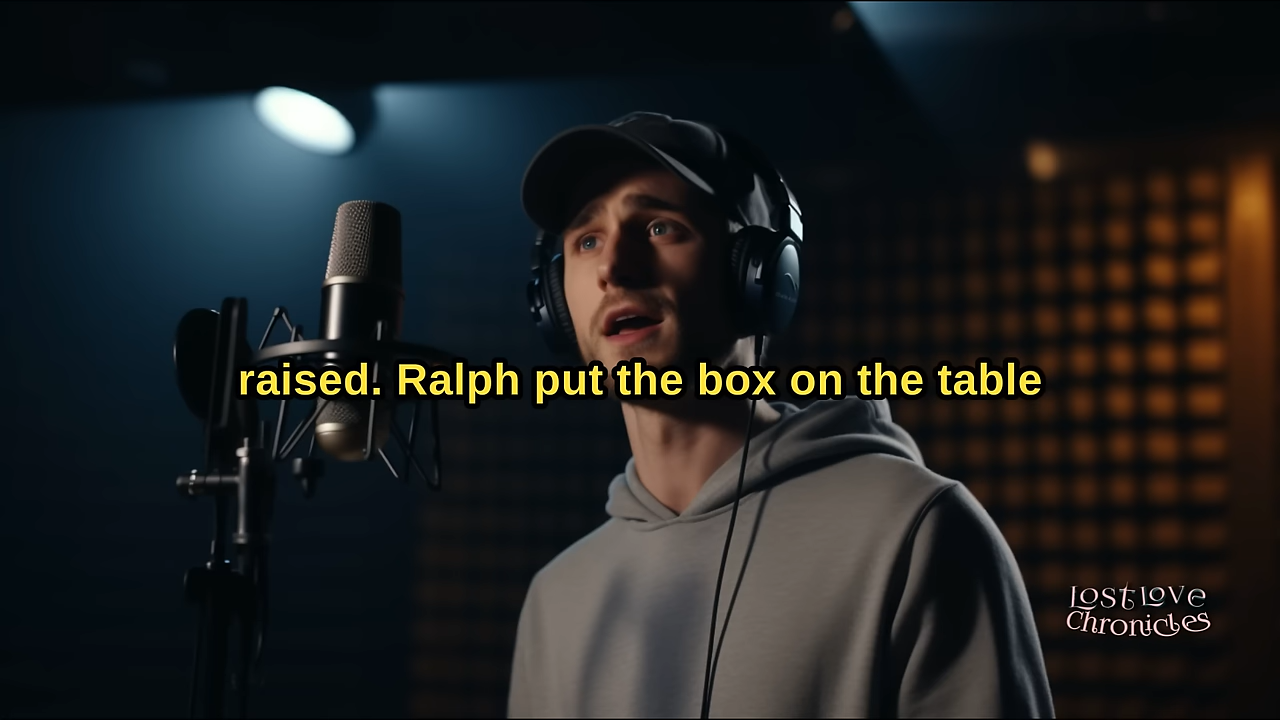 raised. Ralph put the box on the table
Lost Love
Chronicles